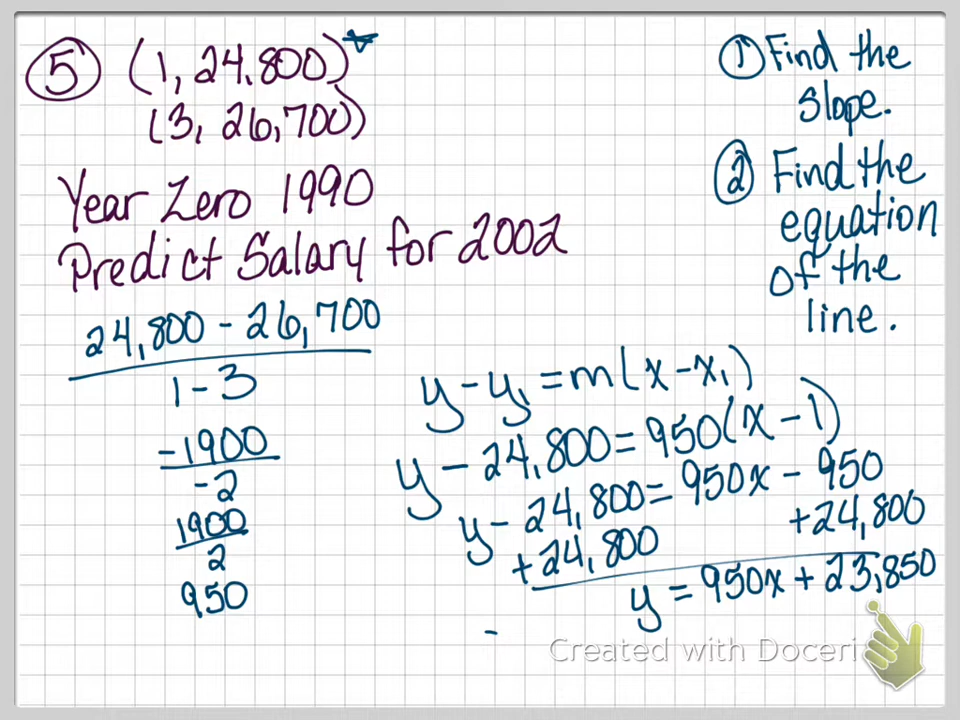 ⑤ (1, 24,800)
(3, 26,700)
Year Zero 1990
Predict Salary for 2002
24,800 - 26,700
1 - 3
-1900
-2
1900
2
950
① Find the
slope.
② Find the
equation
of the
line.
y - y₁ = m(x - x₁)
y - 24,800 = 950(x - 1)
y - 24,800 = 950x - 950
+24,800 +24,800
y = 950x + 23,850
Created with Doceri